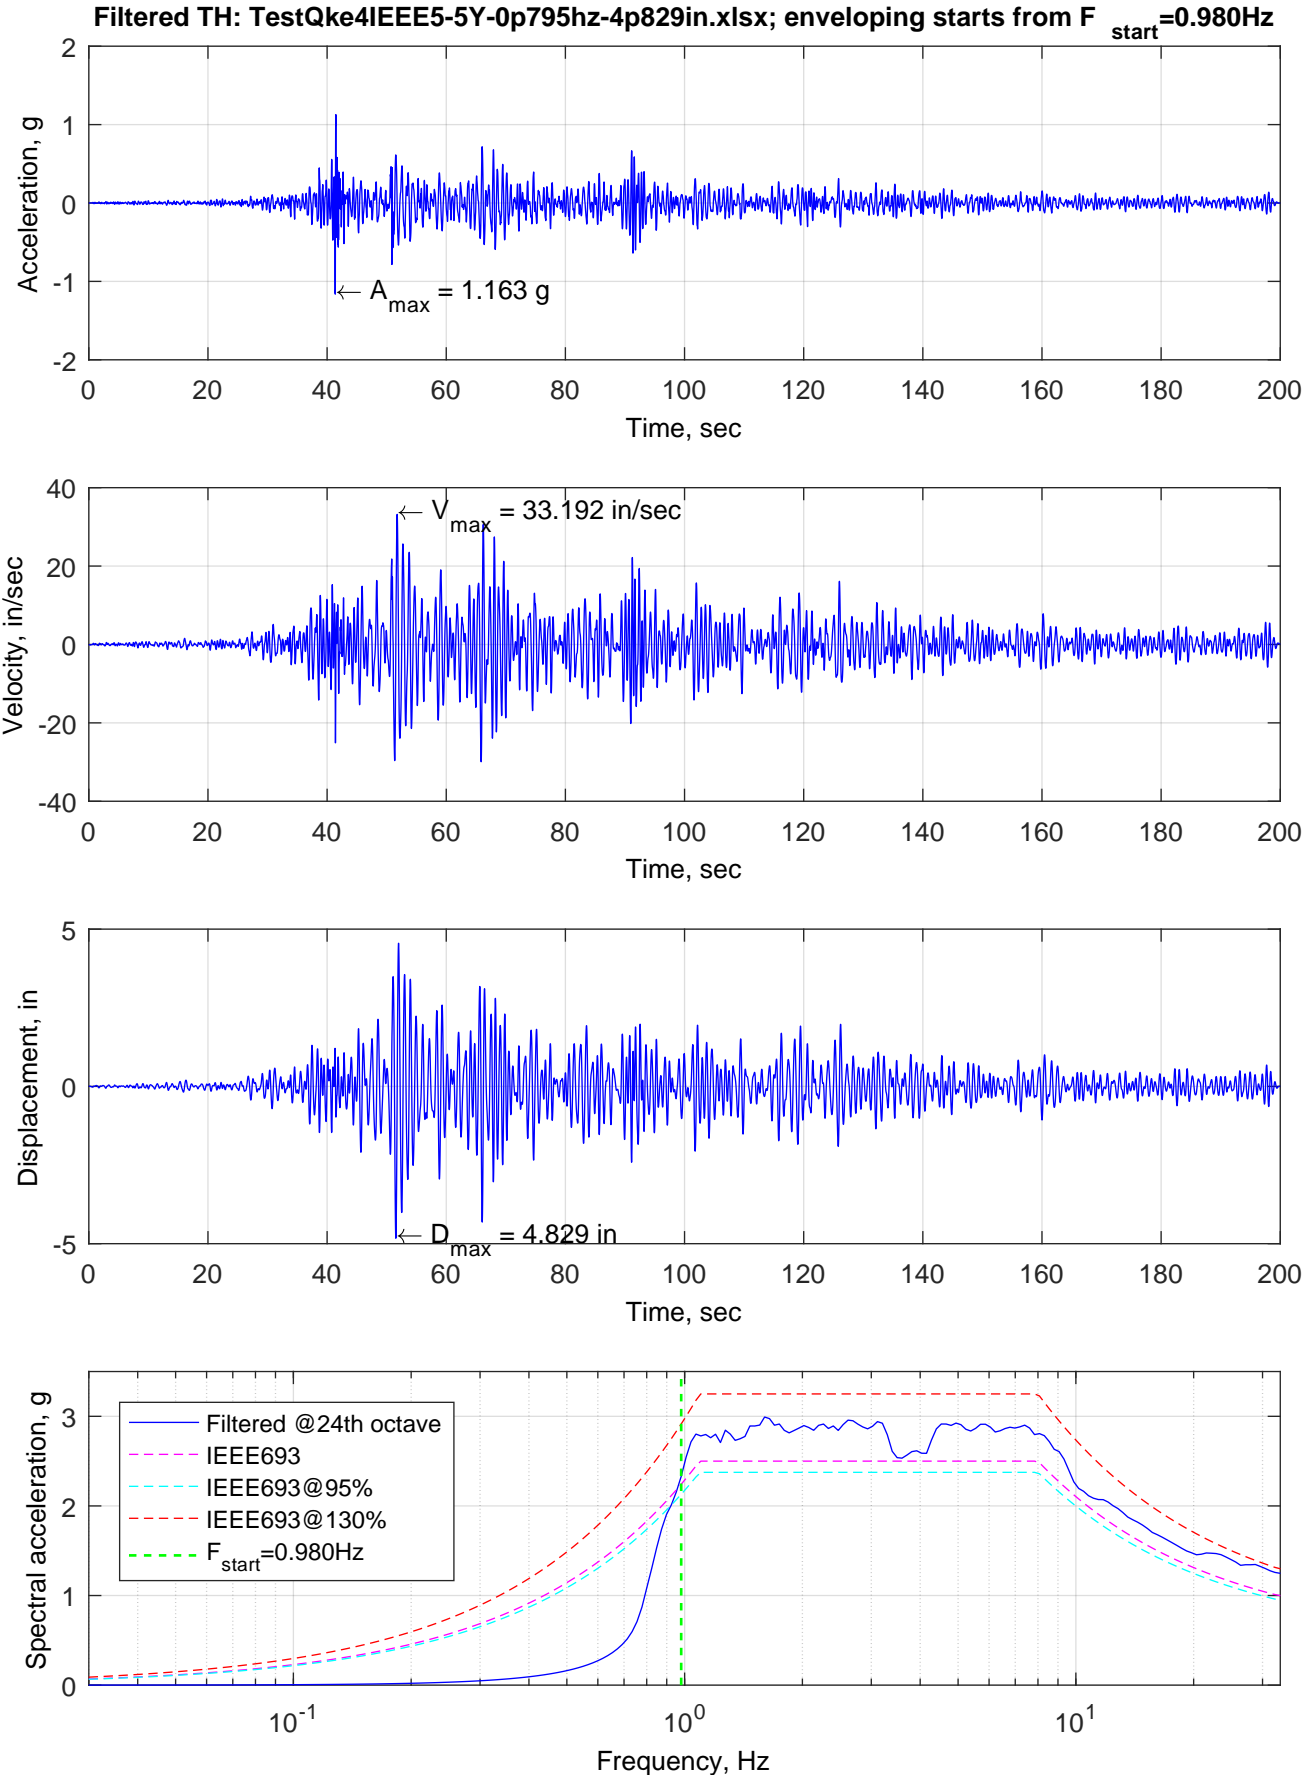 Filtered TH: TestQke4IEEE5-5Y-0p795hz-4p829in.xlsx; enveloping starts from F start=0.980Hz
2
1
0
-1
-2
Acceleration, g
← Amax = 1.163 g
0 20 40 60 80 100 120 140 160 180 200
Time, sec
40
20
0
-20
-40
Velocity, in/sec
← Vmax = 33.192 in/sec
0 20 40 60 80 100 120 140 160 180 200
Time, sec
5
0
-5
Displacement, in
← Dmax = 4.829 in
0 20 40 60 80 100 120 140 160 180 200
Time, sec
3
2
1
0
Spectral acceleration, g
Filtered @24th octave
IEEE693
IEEE693@95%
IEEE693@130%
Fstart=0.980Hz
10-1 100 101
Frequency, Hz